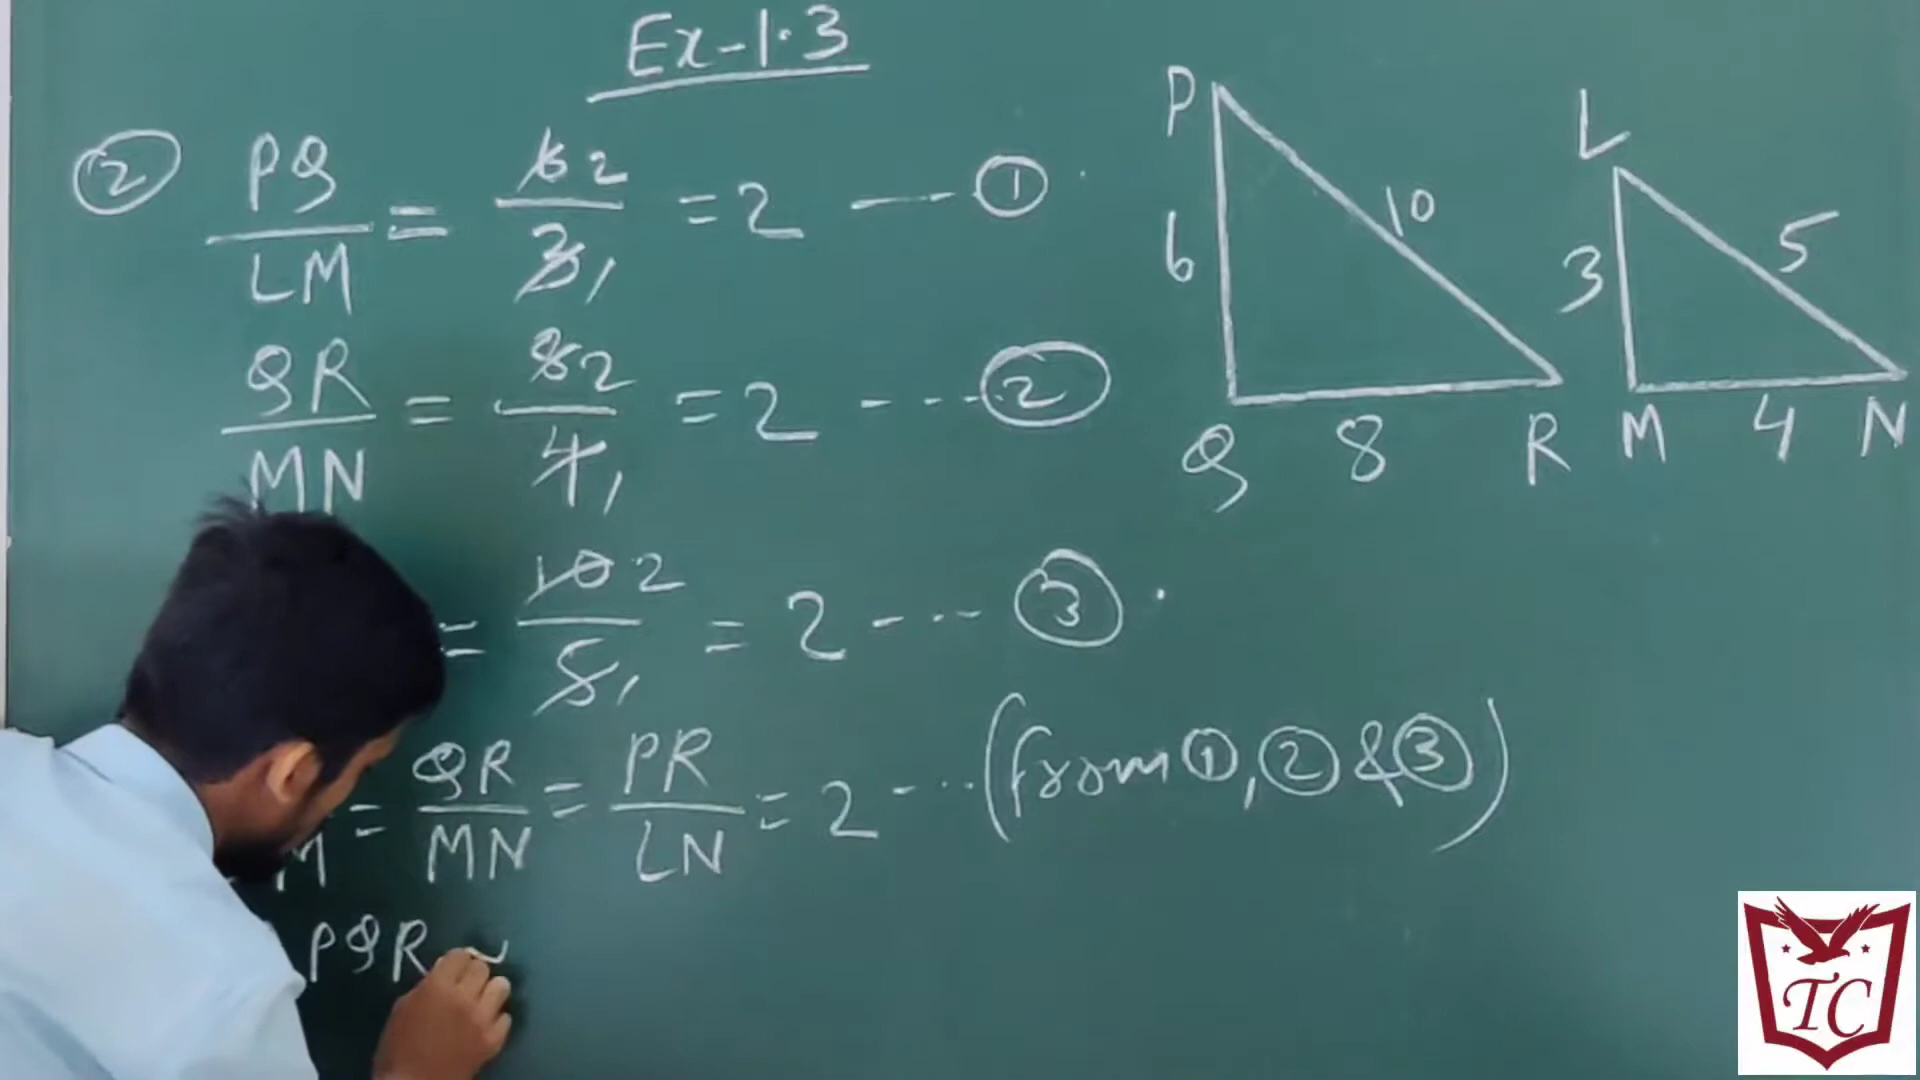 Ex-1.3
② PQ/LM = 6 2/3 1 = 2 — ①
QR/MN = 8 2/4 1 = 2 --- ②
= 10 2/5 1 = 2 --- ③
M = QR/MN = PR/LN = 2 --- (from ①, ② & ③)
PQR ~
P
6
10
Q
8
R
L
3
5
M
4
N
TC